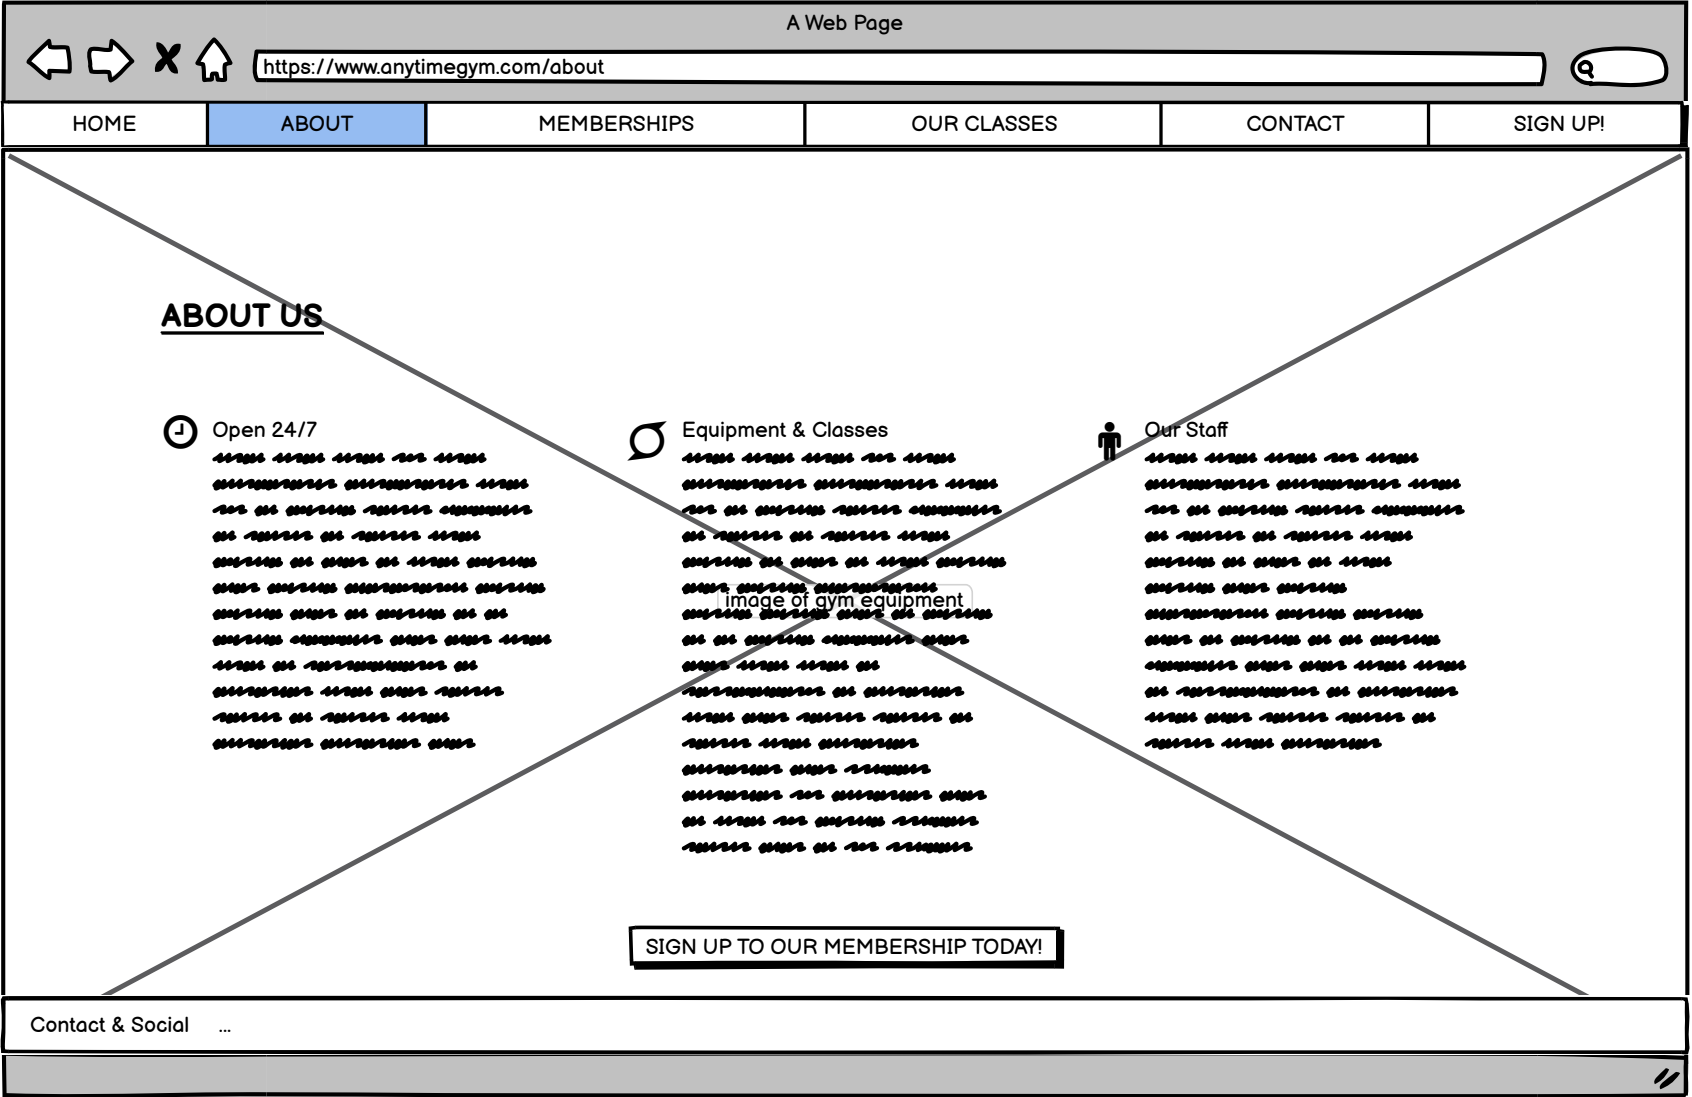 A Web Page
https://www.anytimegym.com/about
HOME ABOUT MEMBERSHIPS OUR CLASSES CONTACT SIGN UP!
ABOUT US
Open 24/7
Equipment & Classes
Our Staff
image of gym equipment
SIGN UP TO OUR MEMBERSHIP TODAY!
Contact & Social ...